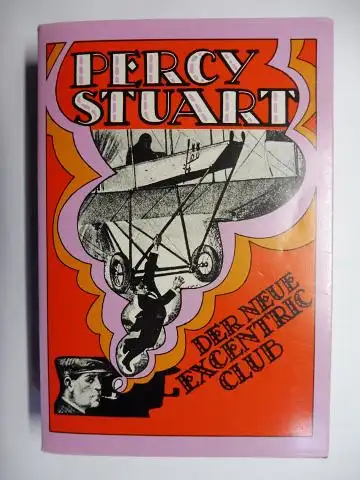 PERCY
STUART
DER NEUE
EXCENTRIC
CLUB